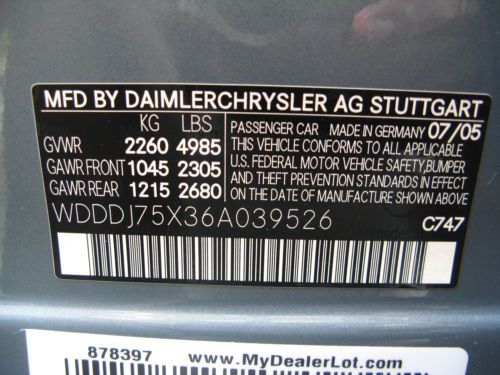 MFD BY DAIMLERCHRYSLER AG STUTTGART
KG LBS
GVWR 2260 4985
GAWR FRONT 1045 2305
GAWR REAR 1215 2680
PASSENGER CAR MADE IN GERMANY 07/05
THIS VEHICLE CONFORMS TO ALL APPLICABLE
U.S. FEDERAL MOTOR VEHICLE SAFETY, BUMPER
AND THEFT PREVENTION STANDARDS IN EFFECT
ON THE DATE OF MANUFACTURE SHOWN ABOVE
WDDDJ75X36A039526
C747
878397 www.MyDealerLot.com